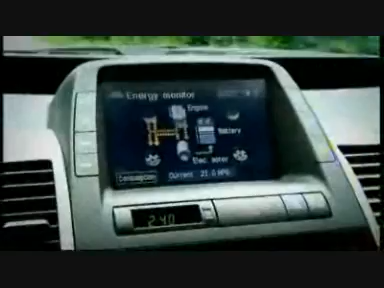 Energy monitor
Engine
Battery
Elec. motor
Consumption
Current 21.0 MPG
2:40